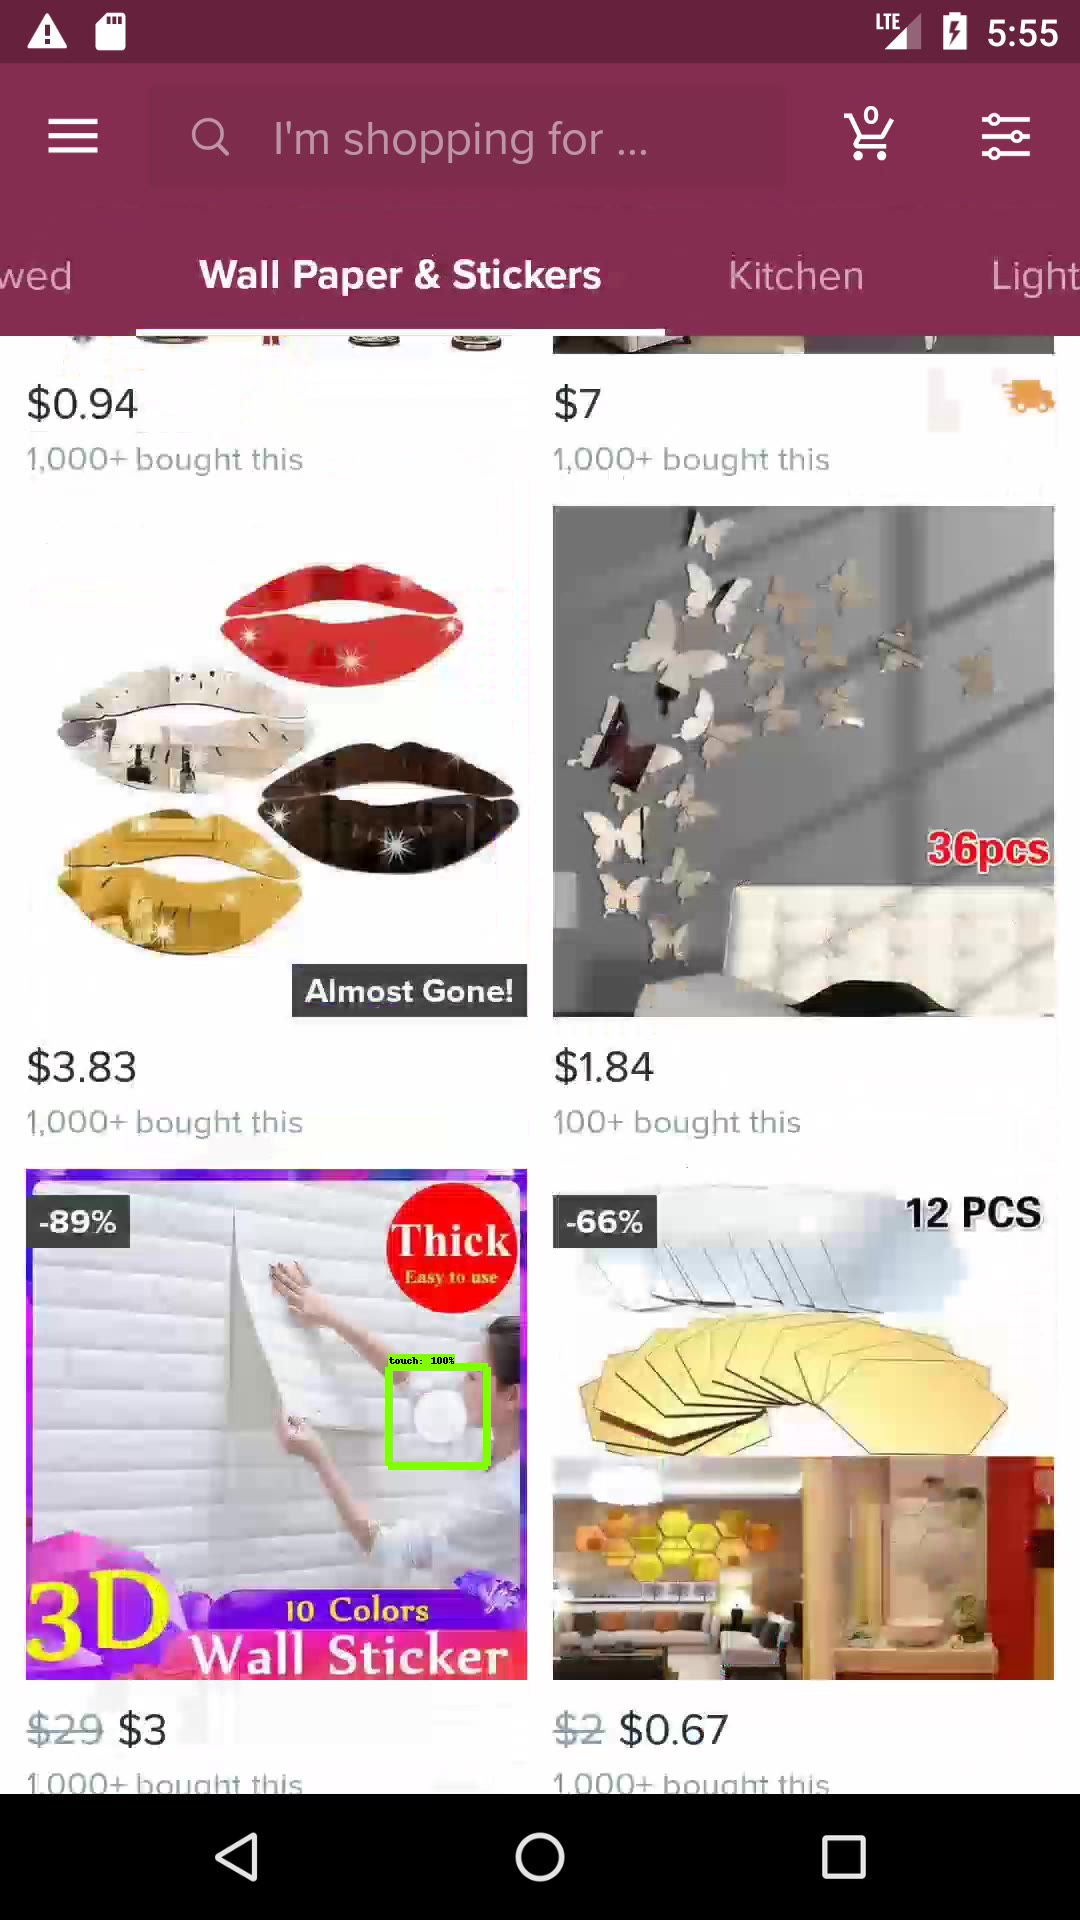 LTE 5:55
0
I'm shopping for ...
wed Wall Paper & Stickers Kitchen Light
$0.94
1,000+ bought this
$7
1,000+ bought this
Almost Gone!
36pcs
$3.83
1,000+ bought this
$1.84
100+ bought this
-89%
Thick
Easy to use
touch: 100%
3D
10 Colors
Wall Sticker
-66%
12 PCS
$29 $3
1,000+ bought this
$2 $0.67
1,000+ bought this